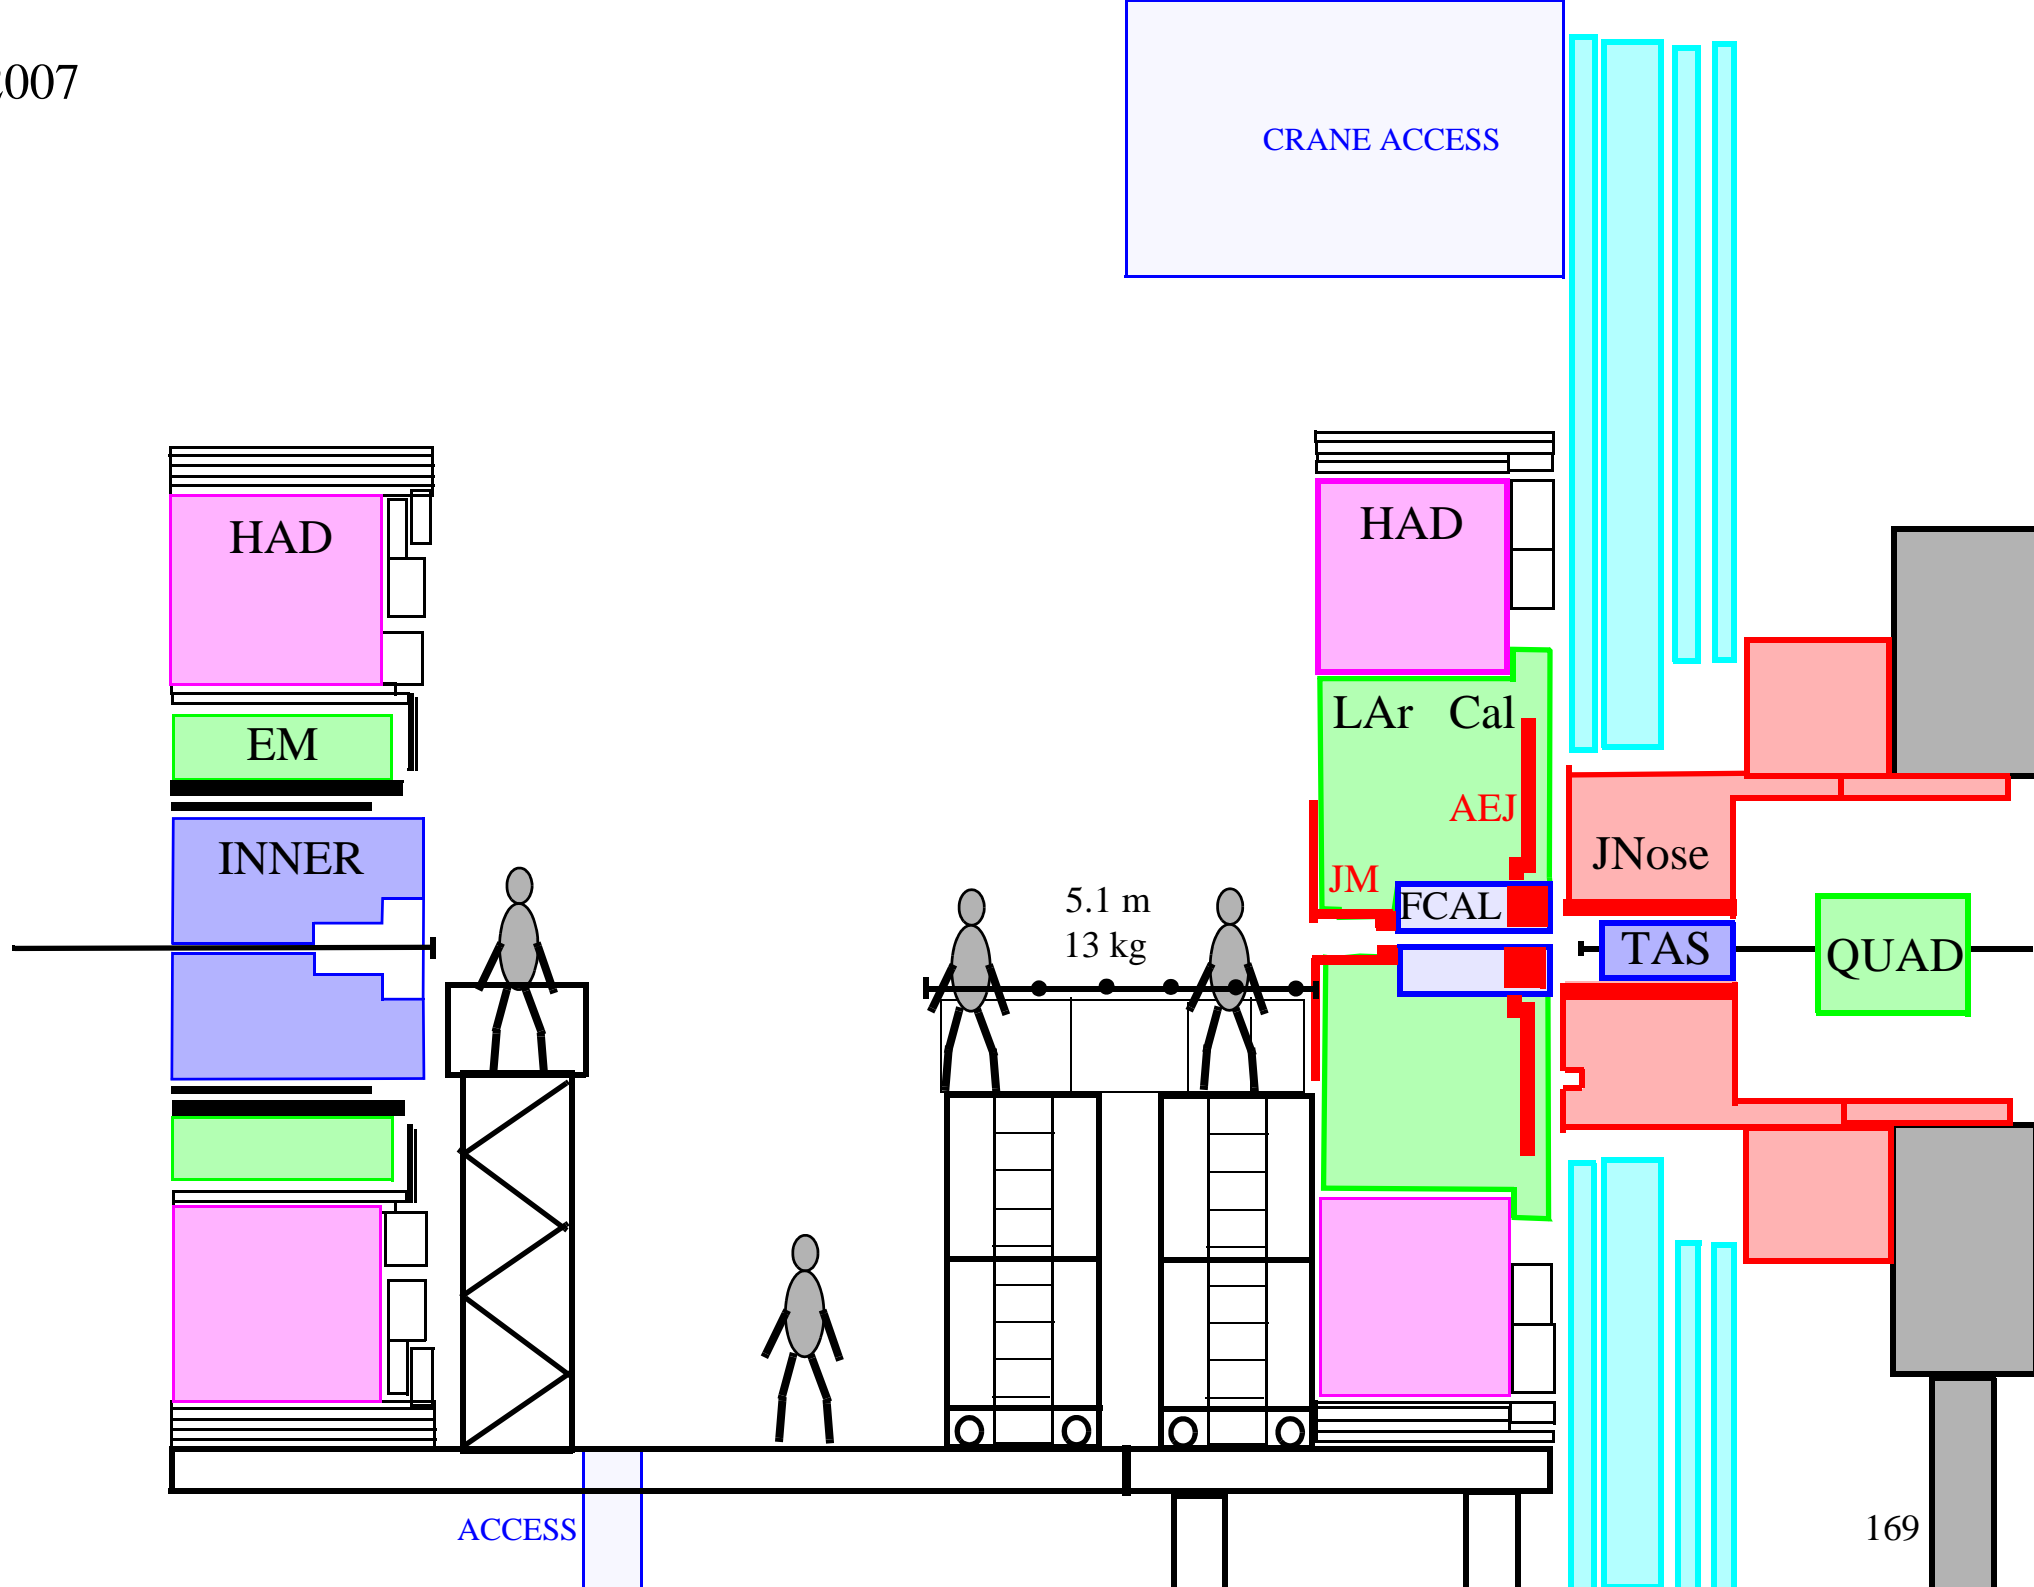 2007
CRANE ACCESS
HAD
HAD
LAr Cal
EM
AEJ
INNER
JNose
JM
5.1 m
FCAL
13 kg
TAS
QUAD
ACCESS
169